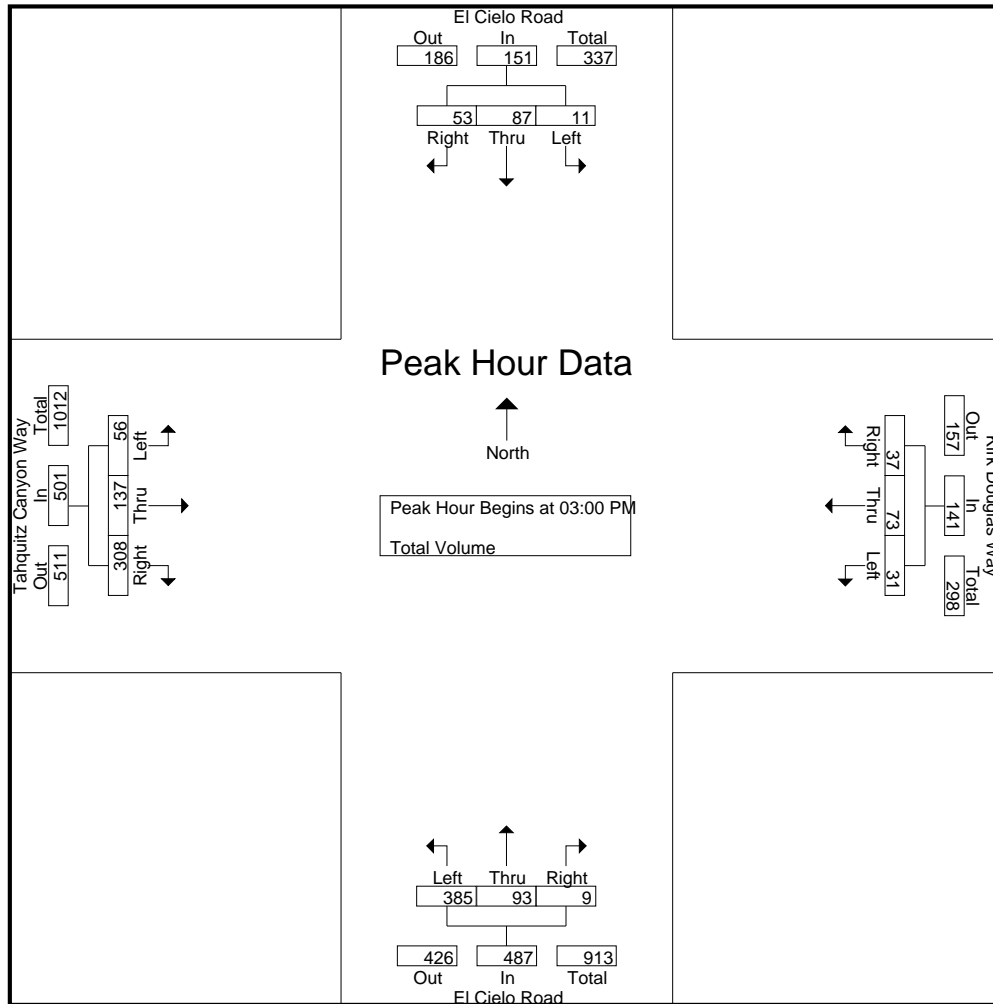 El Cielo Road
Out In Total
186 151 337
53 87 11
Right Thru Left
Peak Hour Data
North
Peak Hour Begins at 03:00 PM
Total Volume
Tahquitz Canyon Way
Total In Out
1012 501 511
56 137 308
Left Thru Right
Kirk Douglas Way
Out In Total
157 141 298
37 73 31
Right Thru Left
Left Thru Right
385 93 9
426 487 913
Out In Total
El Cielo Road